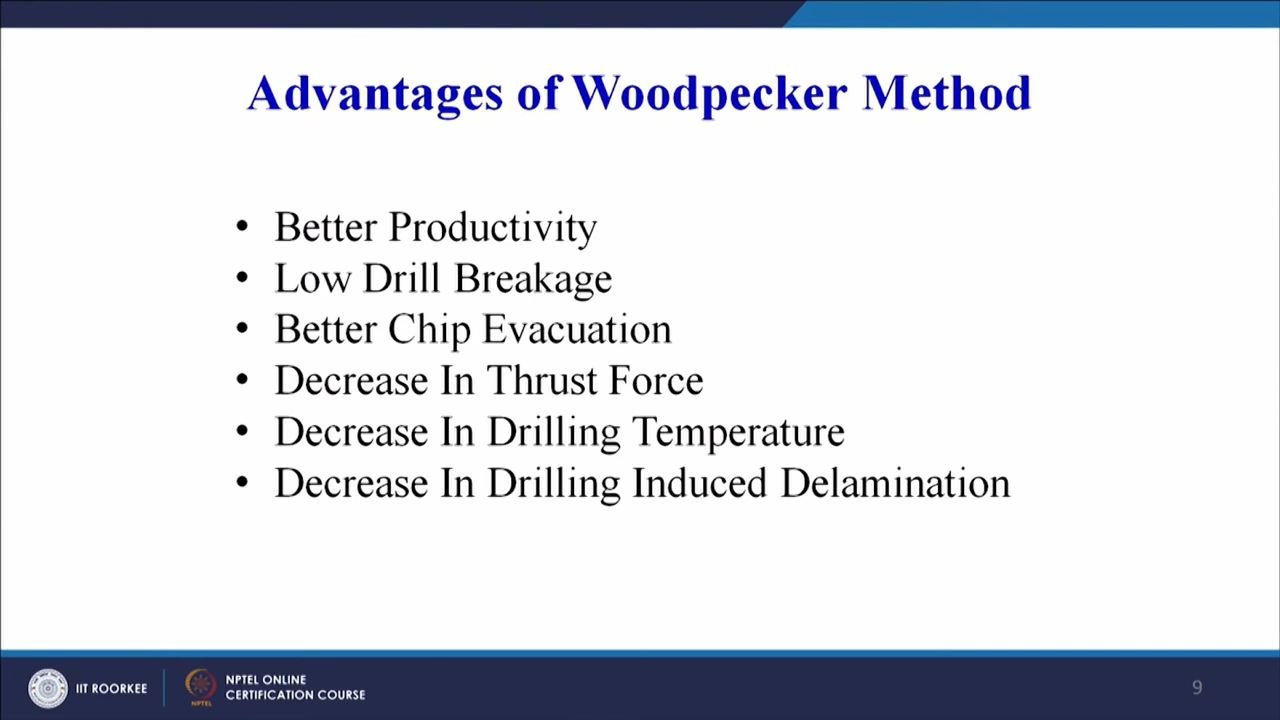 Advantages of Woodpecker Method
• Better Productivity
• Low Drill Breakage
• Better Chip Evacuation
• Decrease In Thrust Force
• Decrease In Drilling Temperature
• Decrease In Drilling Induced Delamination
IIT ROORKEE
NPTEL
NPTEL ONLINE
CERTIFICATION COURSE
9